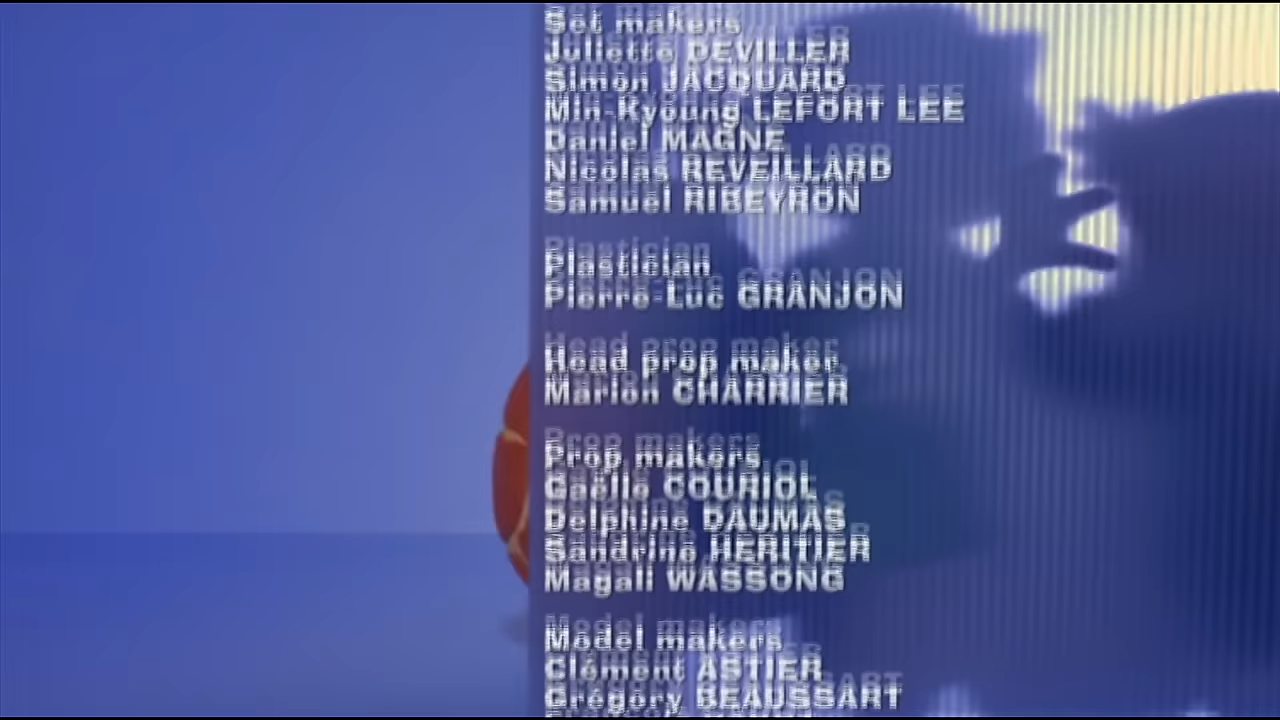 Set makers
Juliette DEVILLER
Simon JACQUARD
Min-Kyoung LEFORT LEE
Daniel MAGNE
Nicolas REVEILLARD
Samuel RIBEYRON
Plastician
Pierre-Luc GRANJON
Head prop maker
Marion CHARRIER
Prop makers
Gaëlle COURIOL
Delphine DAUMAS
Sandrine HERITIER
Magali WASSONG
Model makers
Clément ASTIER
Grégory BEAUSSART